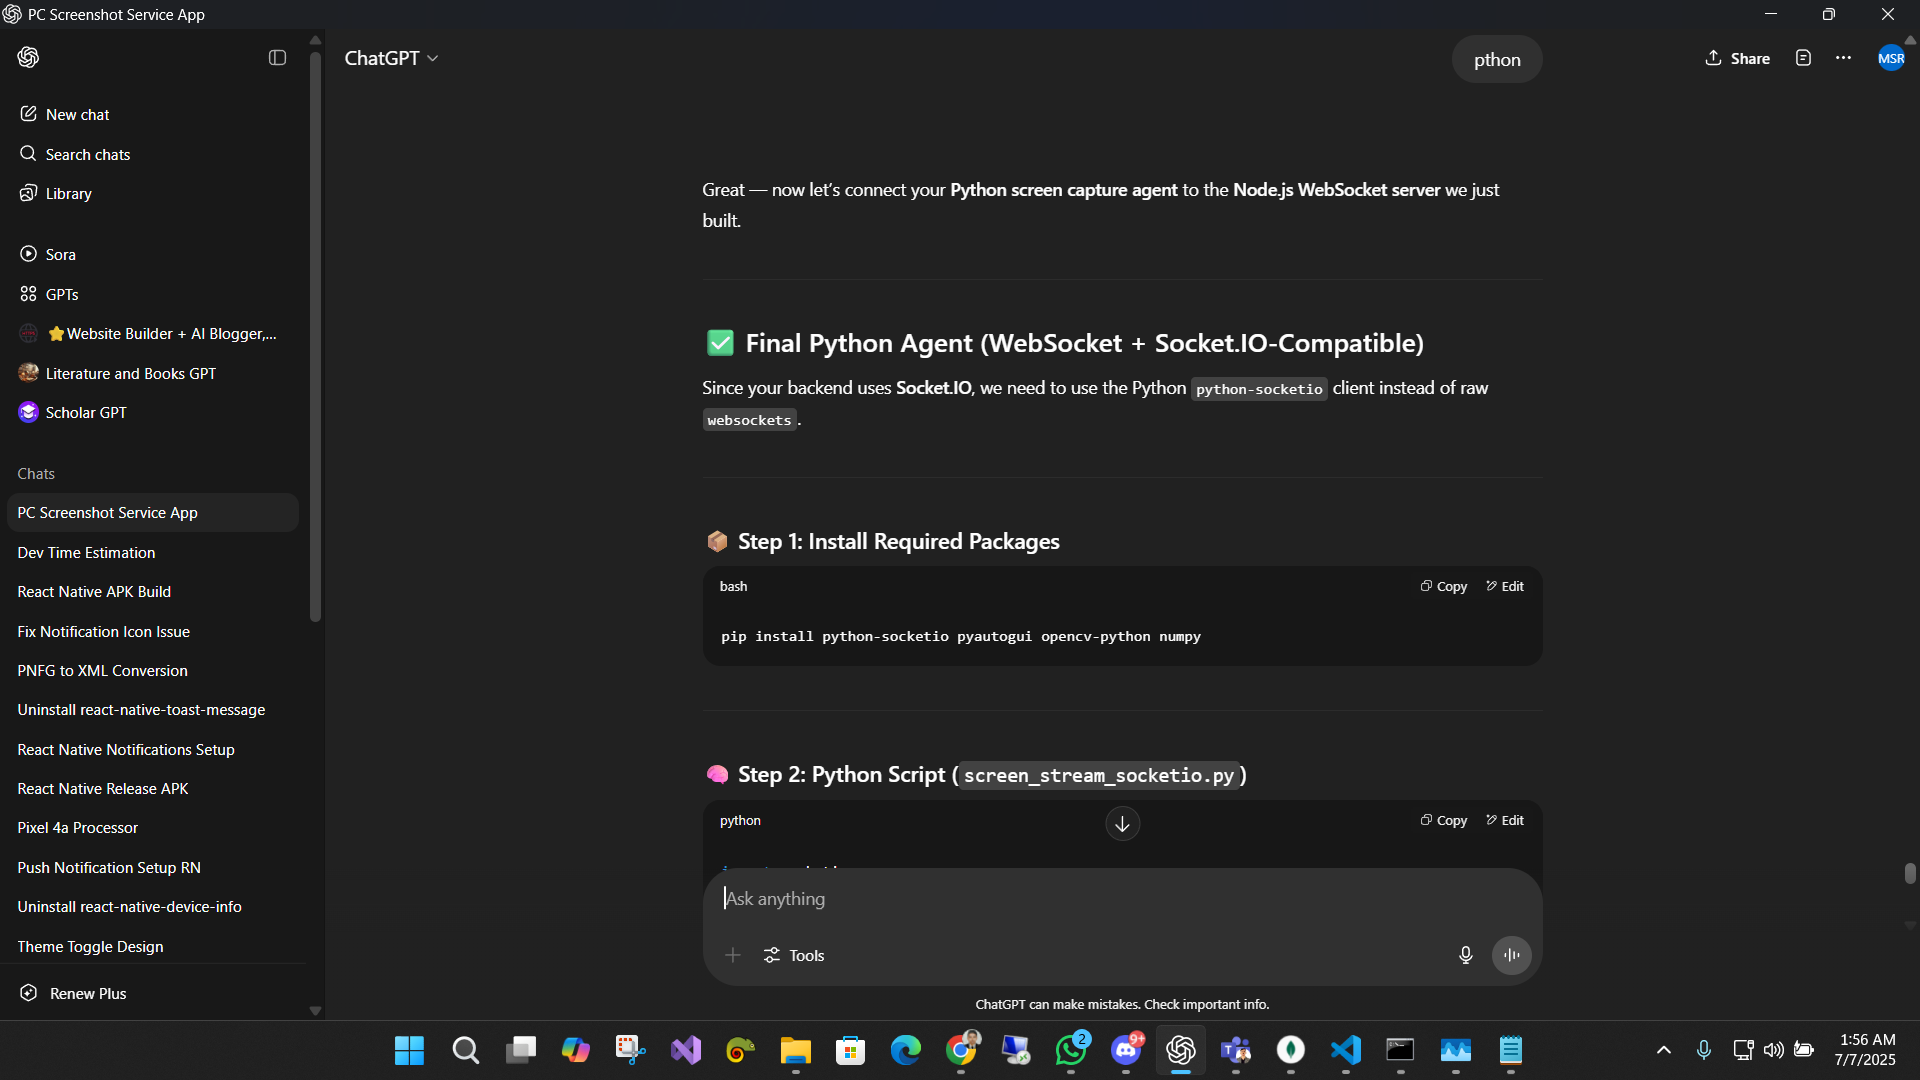 PC Screenshot Service App
ChatGPT
pthon
Share
MSR
New chat
Search chats
Library
Sora
GPTs
⭐Website Builder + AI Blogger,...
Literature and Books GPT
Scholar GPT
Chats
PC Screenshot Service App
Dev Time Estimation
React Native APK Build
Fix Notification Icon Issue
PNFG to XML Conversion
Uninstall react-native-toast-message
React Native Notifications Setup
React Native Release APK
Pixel 4a Processor
Push Notification Setup RN
Uninstall react-native-device-info
Theme Toggle Design
Renew Plus
Great — now let’s connect your Python screen capture agent to the Node.js WebSocket server we just
built.
✅ Final Python Agent (WebSocket + Socket.IO-Compatible)
Since your backend uses Socket.IO, we need to use the Python python-socketio client instead of raw
websockets.
📦 Step 1: Install Required Packages
bash
Copy
Edit
pip install python-socketio pyautogui opencv-python numpy
🧠 Step 2: Python Script (screen_stream_socketio.py)
python
Copy
Edit
Ask anything
Tools
ChatGPT can make mistakes. Check important info.
2
9+
1:56 AM
7/7/2025